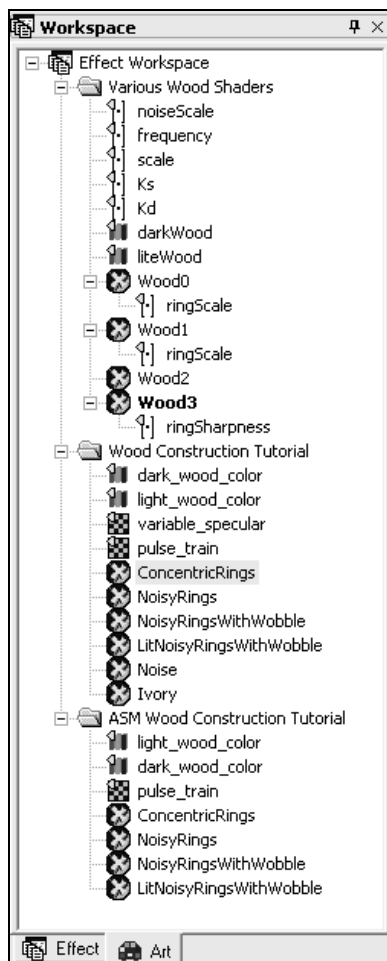 Workspace
Effect Workspace
Various Wood Shaders
noiseScale
frequency
scale
Ks
Kd
darkWood
liteWood
Wood0
ringScale
Wood1
ringScale
Wood2
Wood3
ringSharpness
Wood Construction Tutorial
dark_wood_color
light_wood_color
variable_specular
pulse_train
ConcentricRings
NoisyRings
NoisyRingsWithWobble
LitNoisyRingsWithWobble
Noise
Ivory
ASM Wood Construction Tutorial
light_wood_color
dark_wood_color
pulse_train
ConcentricRings
NoisyRings
NoisyRingsWithWobble
LitNoisyRingsWithWobble
Effect Art